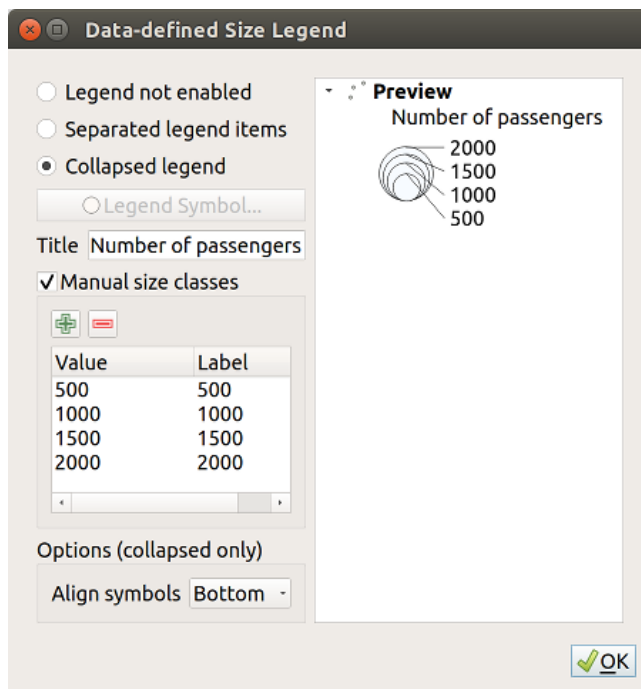 Data-defined Size Legend
Legend not enabled
Separated legend items
Collapsed legend
Legend Symbol...
Title Number of passengers
Manual size classes
Value Label
500 500
1000 1000
1500 1500
2000 2000
Options (collapsed only)
Align symbols Bottom
Preview
Number of passengers
2000
1500
1000
500
OK